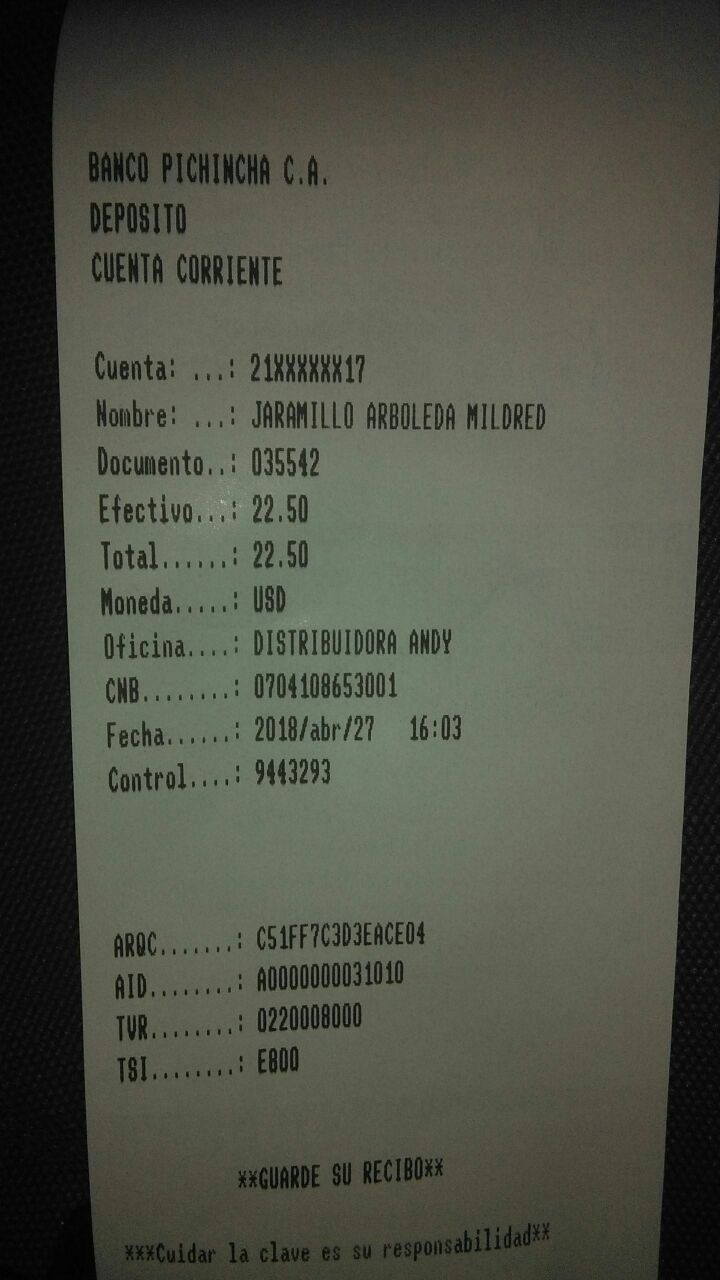 BANCO PICHINCHA C.A.
DEPOSITO
CUENTA CORRIENTE
Cuenta: ...: 21XXXXXX17
Nombre: ...: JARAMILLO ARBOLEDA MILDRED
Documento..: 035542
Efectivo...: 22.50
Total......: 22.50
Moneda.....: USD
Oficina....: DISTRIBUIDORA ANDY
CNB........: 0704108653001
Fecha......: 2018/abr/27 16:03
Control....: 9443293
ARQC.......: C51FF7C3D3EACE04
AID........: A0000000031010
TVR........: 0220008000
TSI........: E800
**GUARDE SU RECIBO**
***Cuidar la clave es su responsabilidad**